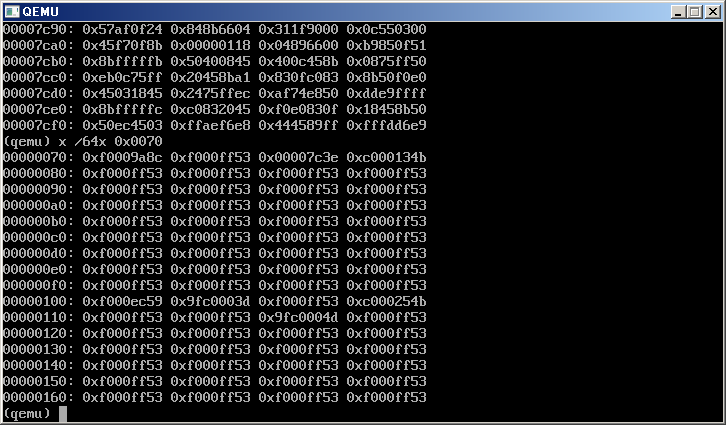 QEMU
00007c90: 0x57af0f24 0x848b6604 0x311f9000 0x0c550300
00007ca0: 0x45f70f8b 0x00000118 0x04896600 0xb9850f51
00007cb0: 0x8bfffffb 0x50400845 0x400c458b 0x0875ff50
00007cc0: 0xeb0c75ff 0x20458ba1 0x830fc083 0x8b50f0e0
00007cd0: 0x45031845 0x2475ffec 0xaf74e850 0xdde9ffff
00007ce0: 0x8bfffffc 0xc0832045 0xf0e0830f 0x18458b50
00007cf0: 0x50ec4503 0xffaef6e8 0x444589ff 0xfffdd6e9
(qemu) x /64x 0x0070
00000070: 0xf0009a8c 0xf000ff53 0x00007c3e 0xc000134b
00000080: 0xf000ff53 0xf000ff53 0xf000ff53 0xf000ff53
00000090: 0xf000ff53 0xf000ff53 0xf000ff53 0xf000ff53
000000a0: 0xf000ff53 0xf000ff53 0xf000ff53 0xf000ff53
000000b0: 0xf000ff53 0xf000ff53 0xf000ff53 0xf000ff53
000000c0: 0xf000ff53 0xf000ff53 0xf000ff53 0xf000ff53
000000d0: 0xf000ff53 0xf000ff53 0xf000ff53 0xf000ff53
000000e0: 0xf000ff53 0xf000ff53 0xf000ff53 0xf000ff53
000000f0: 0xf000ff53 0xf000ff53 0xf000ff53 0xf000ff53
00000100: 0xf000ec59 0x9fc0003d 0xf000ff53 0xc000254b
00000110: 0xf000ff53 0xf000ff53 0x9fc0004d 0xf000ff53
00000120: 0xf000ff53 0xf000ff53 0xf000ff53 0xf000ff53
00000130: 0xf000ff53 0xf000ff53 0xf000ff53 0xf000ff53
00000140: 0xf000ff53 0xf000ff53 0xf000ff53 0xf000ff53
00000150: 0xf000ff53 0xf000ff53 0xf000ff53 0xf000ff53
00000160: 0xf000ff53 0xf000ff53 0xf000ff53 0xf000ff53
(qemu)